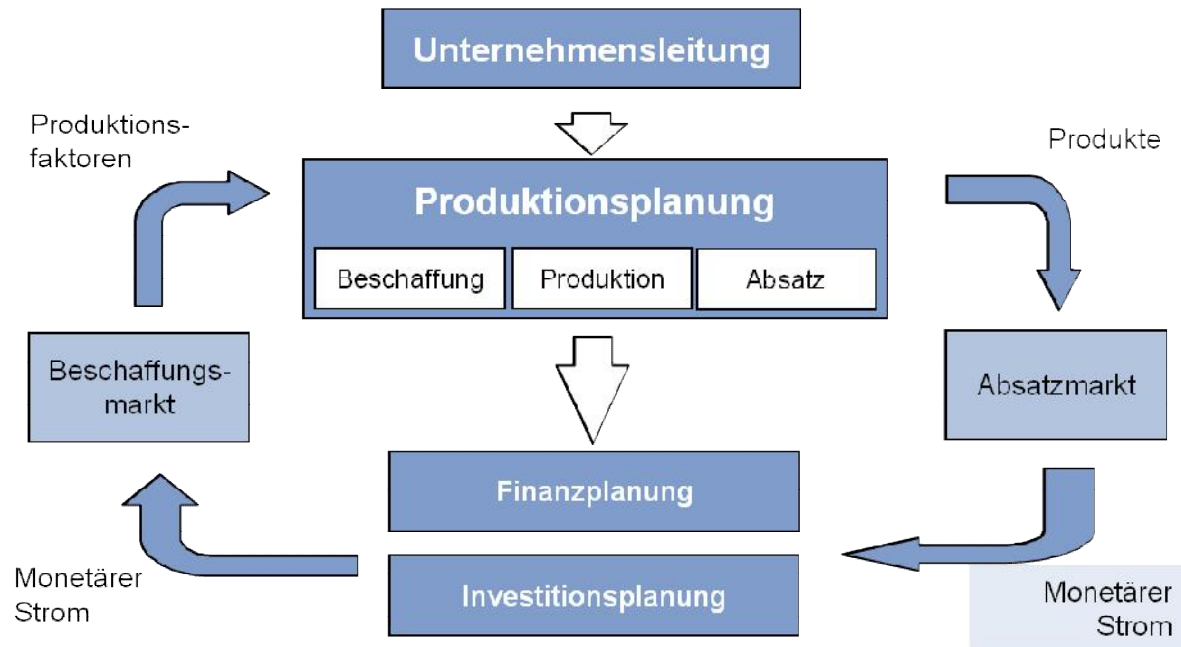 Unternehmensleitung
Produktions-
faktoren
Produkte
Produktionsplanung
Beschaffung
Produktion
Absatz
Beschaffungs-
markt
Absatzmarkt
Finanzplanung
Investitionsplanung
Monetärer
Strom
Monetärer
Strom